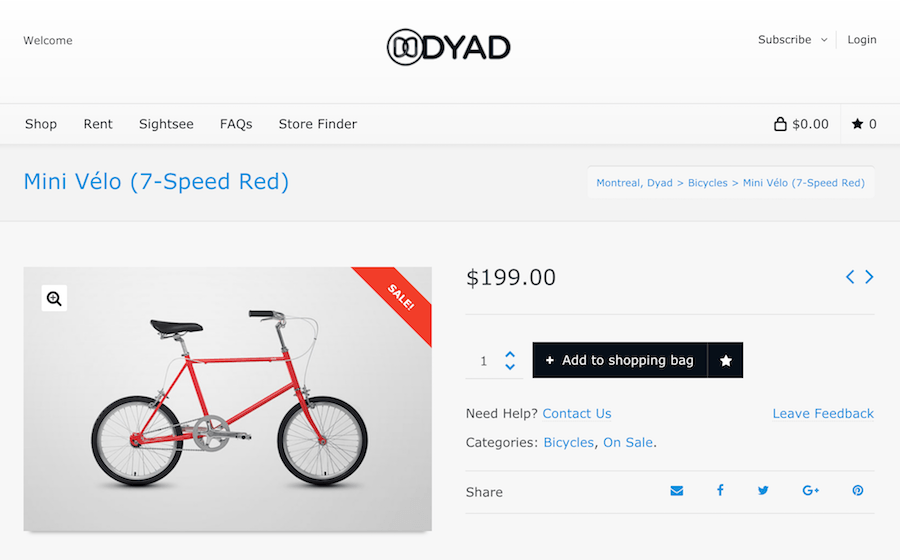 Welcome
DYAD
Subscribe
Login
Shop
Rent
Sightsee
FAQs
Store Finder
$0.00
0
Mini Vélo (7-Speed Red)
Montreal, Dyad > Bicycles > Mini Vélo (7-Speed Red)
SALE!
$199.00
1
+ Add to shopping bag
Need Help? Contact Us
Leave Feedback
Categories: Bicycles, On Sale.
Share